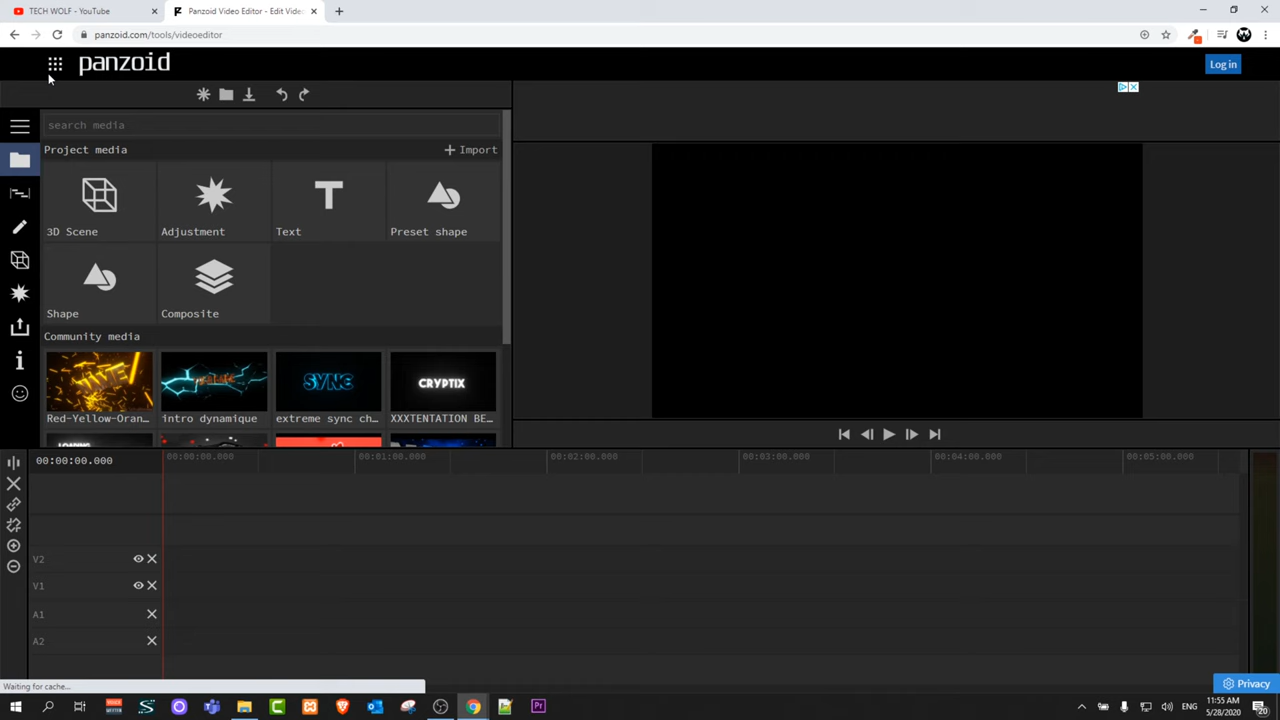 TECH WOLF - YouTube
Panzoid Video Editor - Edit Vide
panzoid.com/tools/videoeditor
panzoid
Log in
search media
Project media
Import
3D Scene
Adjustment
Text
Preset shape
Shape
Composite
Community media
SYNC
CRYPTIX
Red-Yellow-Oran…
intro dynamique
extreme sync ch…
XXXTENTATION BE…
LOADING
00:00:00.000
00:00:00.000
00:01:00.000
00:02:00.000
00:03:00.000
00:04:00.000
00:05:00.000
V2
V1
A1
A2
Waiting for cache...
Privacy
ENG
11:55 AM
5/28/2020
20